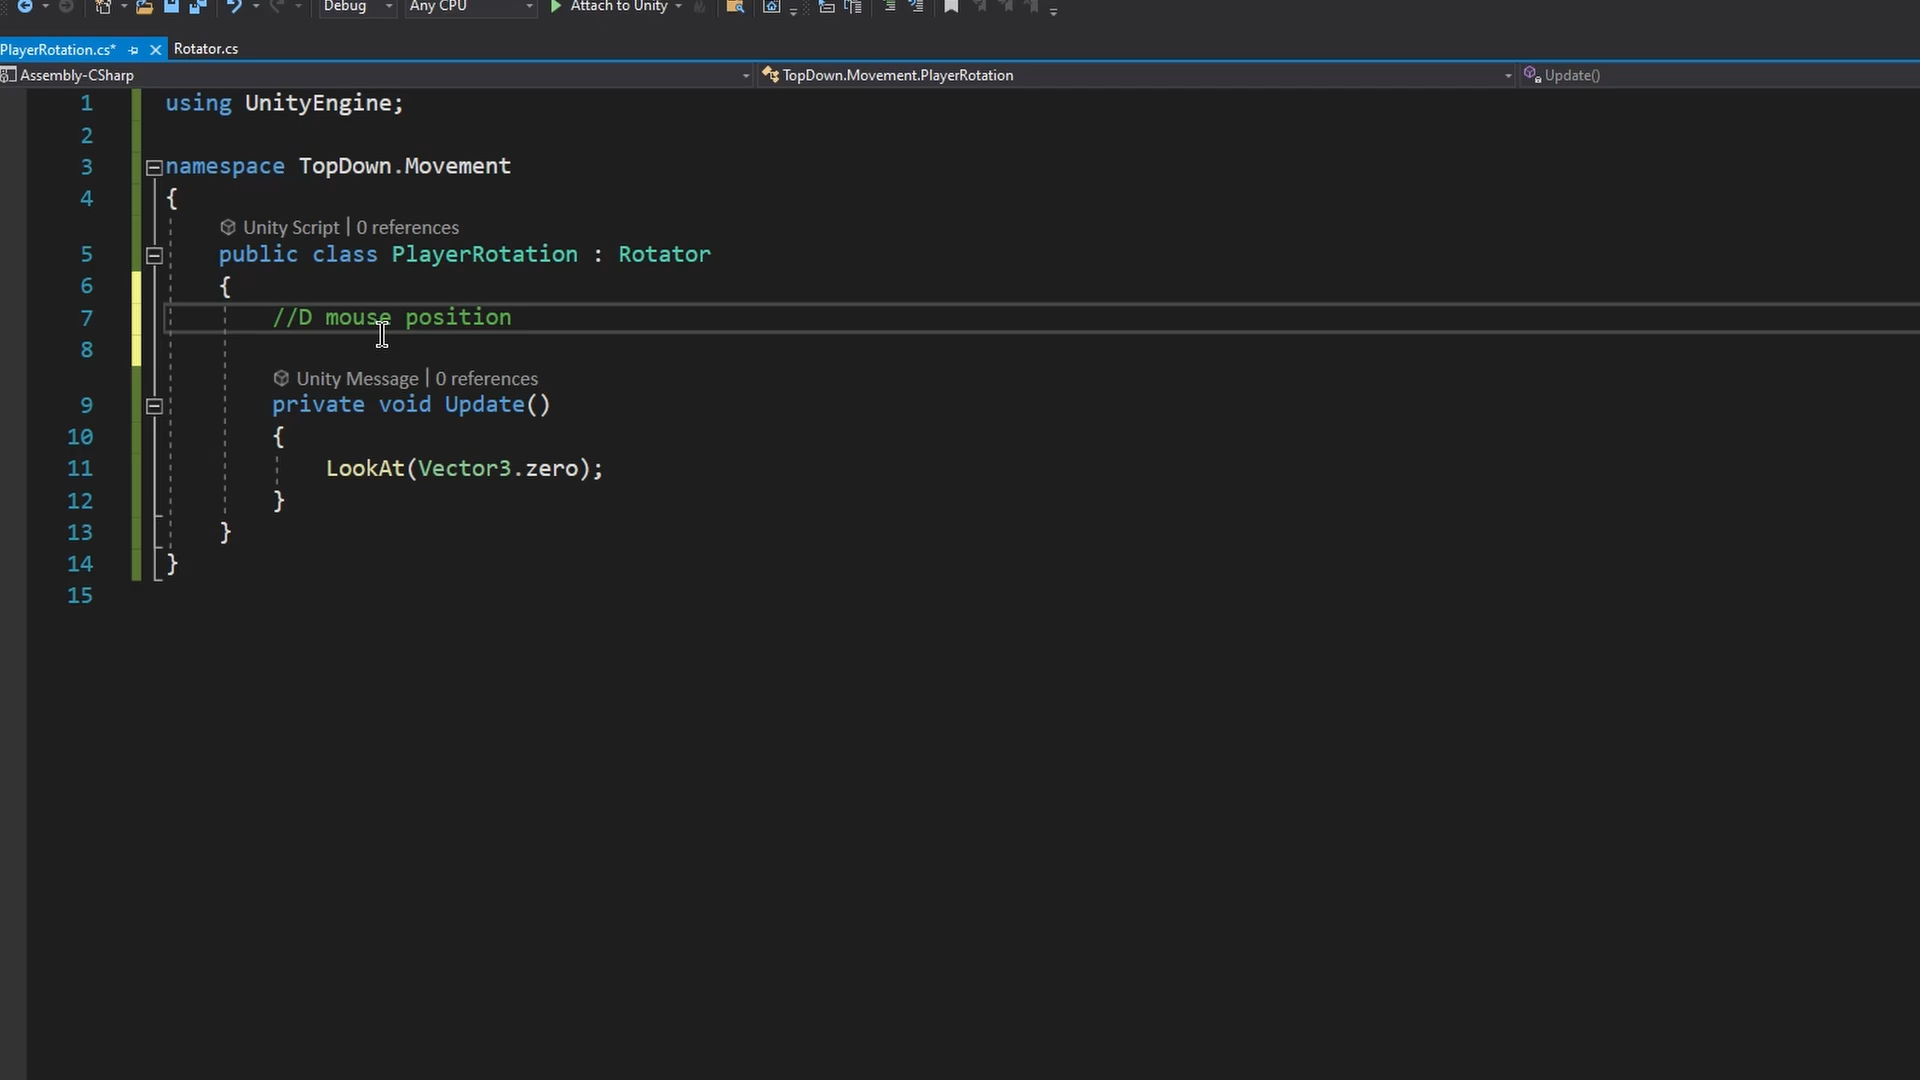 Debug Any CPU Attach to Unity
PlayerRotation.cs* Rotator.cs
Assembly-CSharp TopDown.Movement.PlayerRotation Update()
1 using UnityEngine;
2
3 namespace TopDown.Movement
4 {
Unity Script | 0 references
5 public class PlayerRotation : Rotator
6 {
7 //D mouse position
8
Unity Message | 0 references
9 private void Update()
10 {
11 LookAt(Vector3.zero);
12 }
13 }
14 }
15